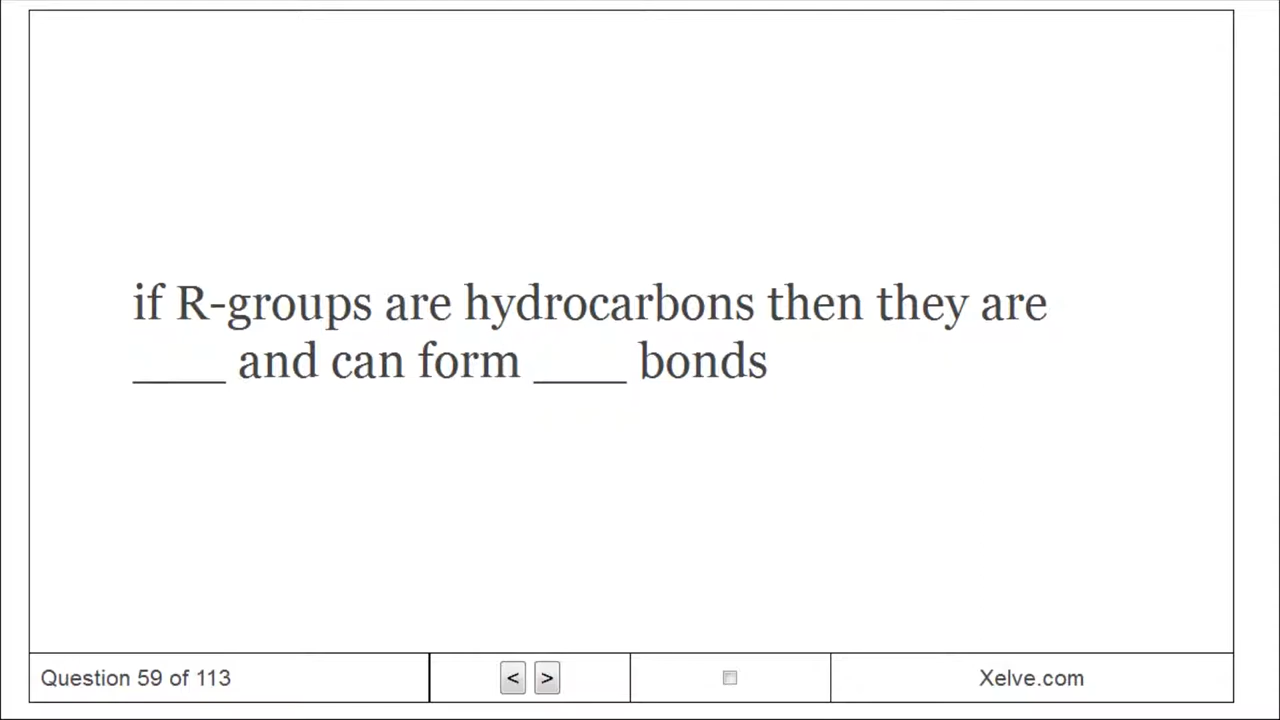 if R-groups are hydrocarbons then they are
____ and can form ____ bonds
Question 59 of 113
< >
Xelve.com